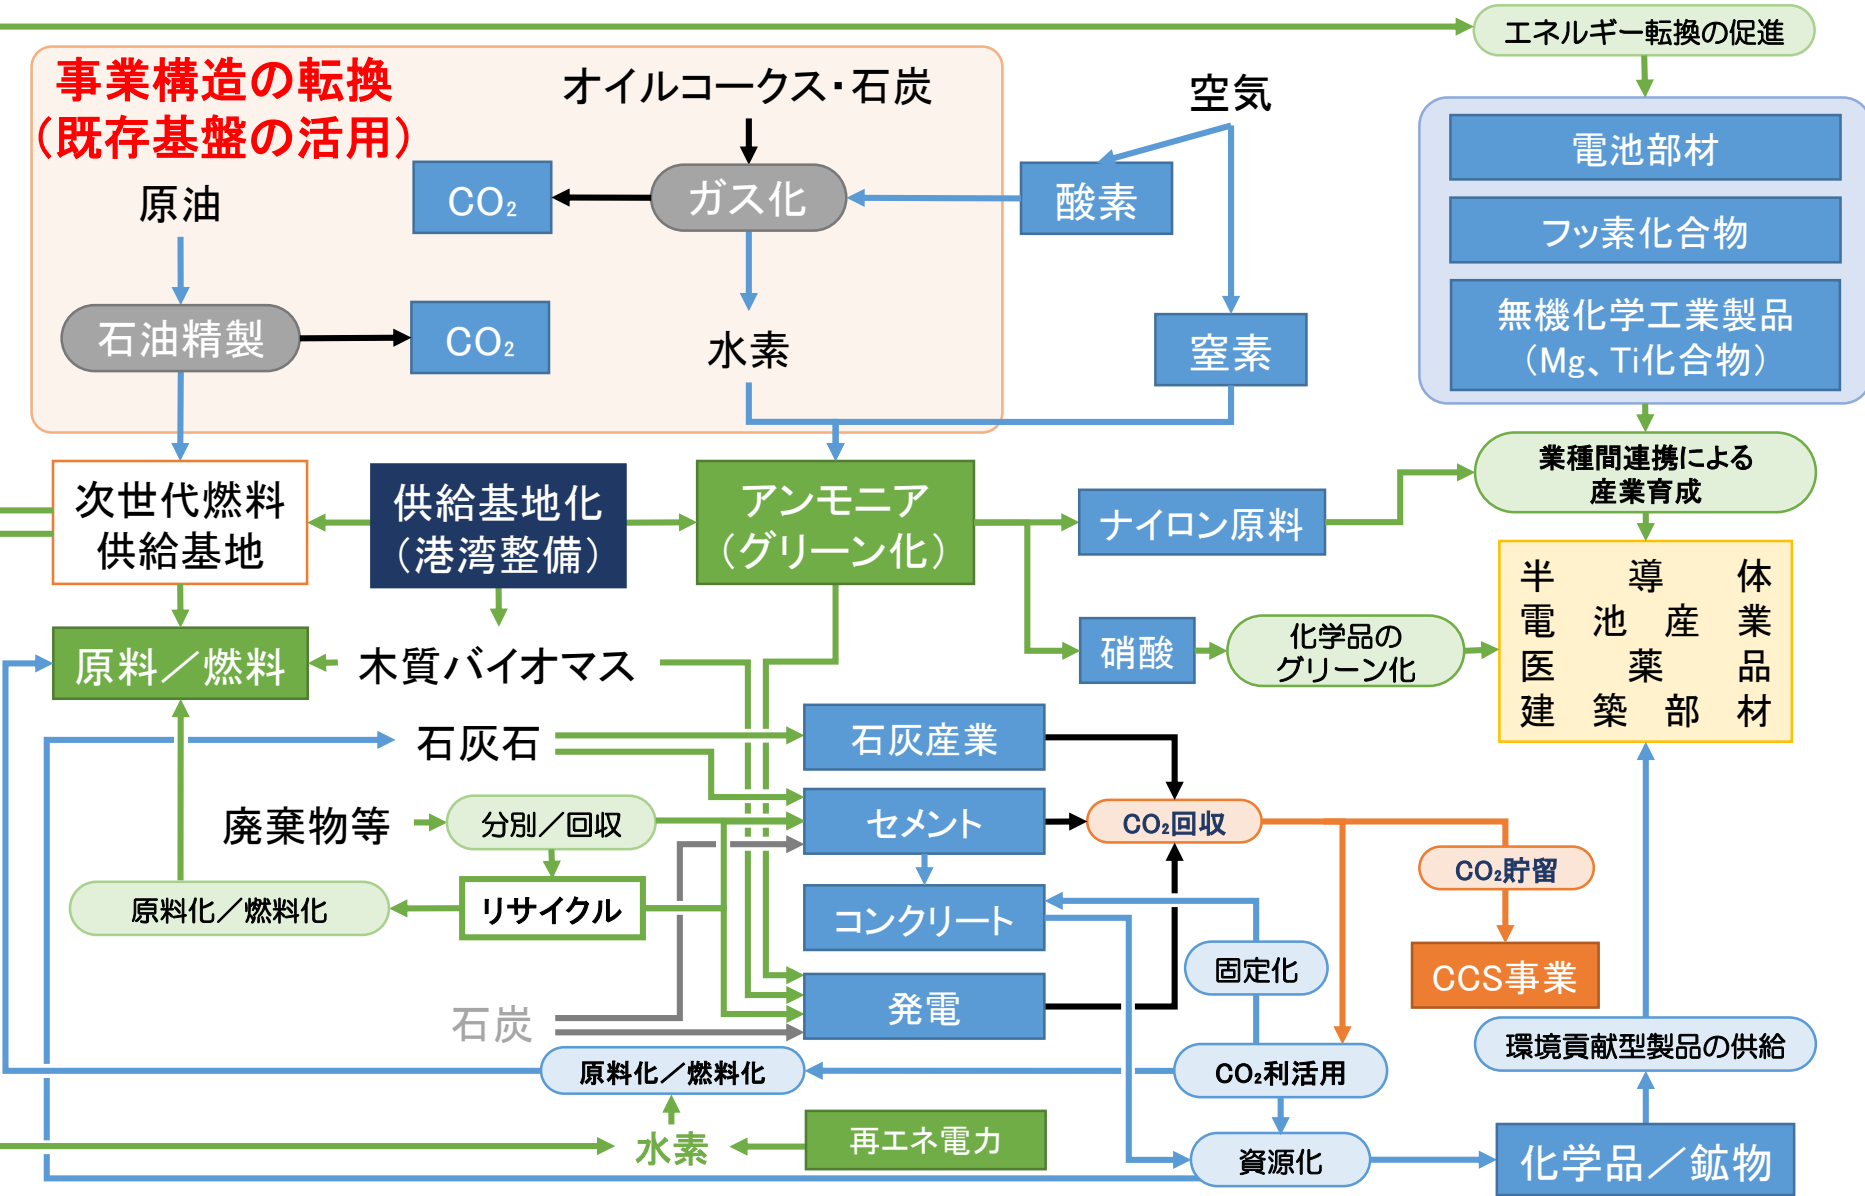 エネルギー転換の促進
事業構造の転換
（既存基盤の活用）
オイルコークス・石炭
空気
電池部材
原油
CO₂
ガス化
酸素
フッ素化合物
石油精製
CO₂
水素
窒素
無機化学工業製品
（Mg、Ti化合物）
業種間連携による
産業育成
次世代燃料
供給基地
供給基地化
（港湾整備）
アンモニア
（グリーン化）
ナイロン原料
半導体
電池産業
医薬品
建築部材
原料／燃料
木質バイオマス
硝酸
化学品の
グリーン化
石灰石
石灰産業
廃棄物等
分別／回収
セメント
CO₂回収
CO₂貯留
原料化／燃料化
リサイクル
コンクリート
固定化
CCS事業
石炭
発電
原料化／燃料化
CO₂利活用
環境貢献型製品の供給
水素
再エネ電力
資源化
化学品／鉱物